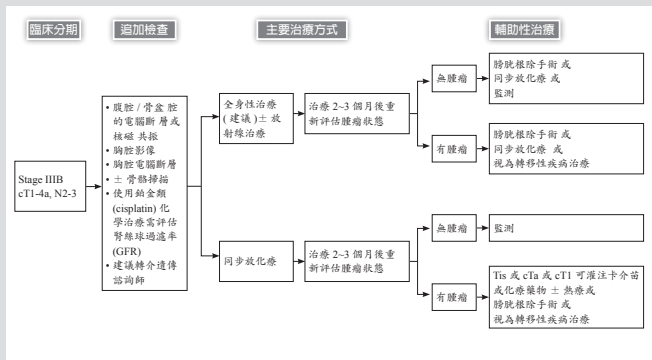 臨床分期
追加檢查
主要治療方式
輔助性治療
Stage IIIB
cT1-4a, N2-3
• 腹腔 / 骨盆 腔
的電腦斷 層或
核磁 共振
• 胸腔影像
• 胸腔電腦斷層
• ± 骨骼掃描
• 使用鉑金類
(cisplatin) 化
學治療需評估
腎絲球過濾率
(GFR)
• 建議轉介遺傳
諮詢師
全身性治療
( 建議 )± 放
射線治療
治療 2~3 個月後重
新評估腫瘤狀態
無腫瘤
膀胱根除手術 或
同步放化療 或
監測
有腫瘤
膀胱根除手術 或
同步放化療 或
視為轉移性疾病治療
同步放化療
治療 2~3 個月後重
新評估腫瘤狀態
無腫瘤
監測
有腫瘤
Tis 或 cTa 或 cT1 可灌注卡介苗
或化療藥物 ± 熱療或
膀胱根除手術 或
視為轉移性疾病治療